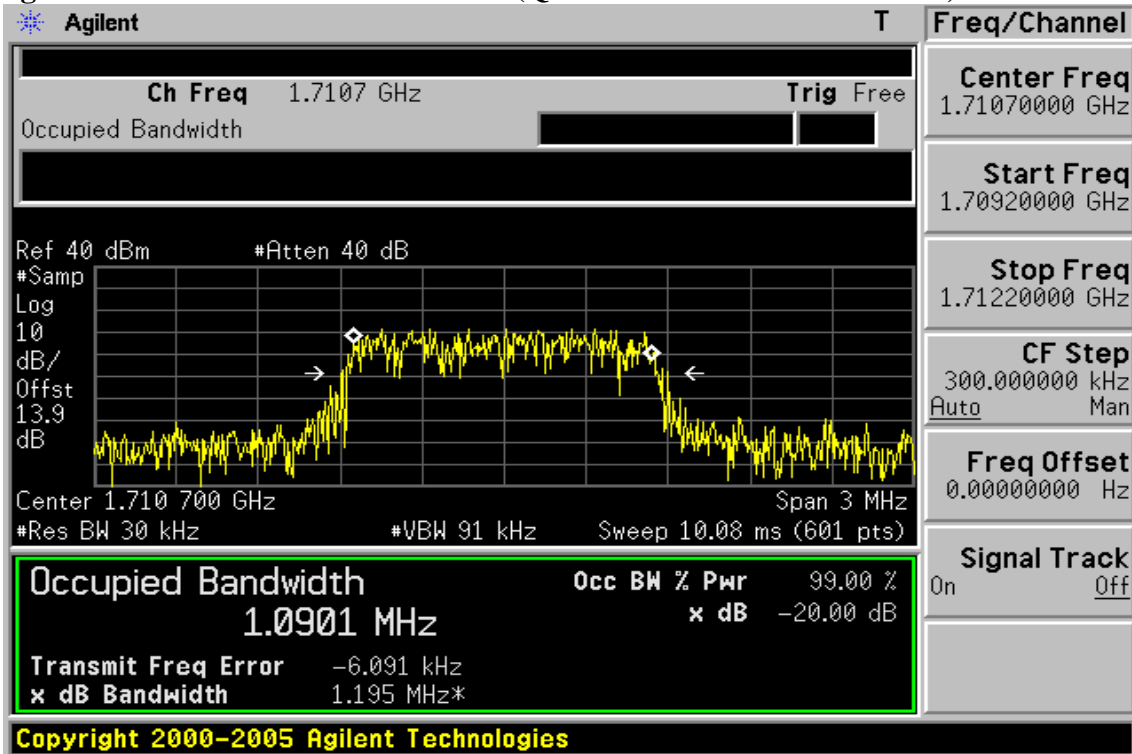 Agilent T
Freq/Channel
Ch Freq 1.7107 GHz Trig Free
Occupied Bandwidth
Center Freq
1.71070000 GHz
Start Freq
1.70920000 GHz
Stop Freq
1.71220000 GHz
CF Step
300.000000 kHz
Auto Man
Freq Offset
0.00000000 Hz
Signal Track
On Off
Ref 40 dBm #Atten 40 dB
#Samp
Log
10
dB/
Offst
13.9
dB
Center 1.710 700 GHz Span 3 MHz
#Res BW 30 kHz #VBW 91 kHz Sweep 10.08 ms (601 pts)
Occupied Bandwidth
1.0901 MHz
Occ BW % Pwr 99.00 %
x dB -20.00 dB
Transmit Freq Error -6.091 kHz
x dB Bandwidth 1.195 MHz*
Copyright 2000-2005 Agilent Technologies